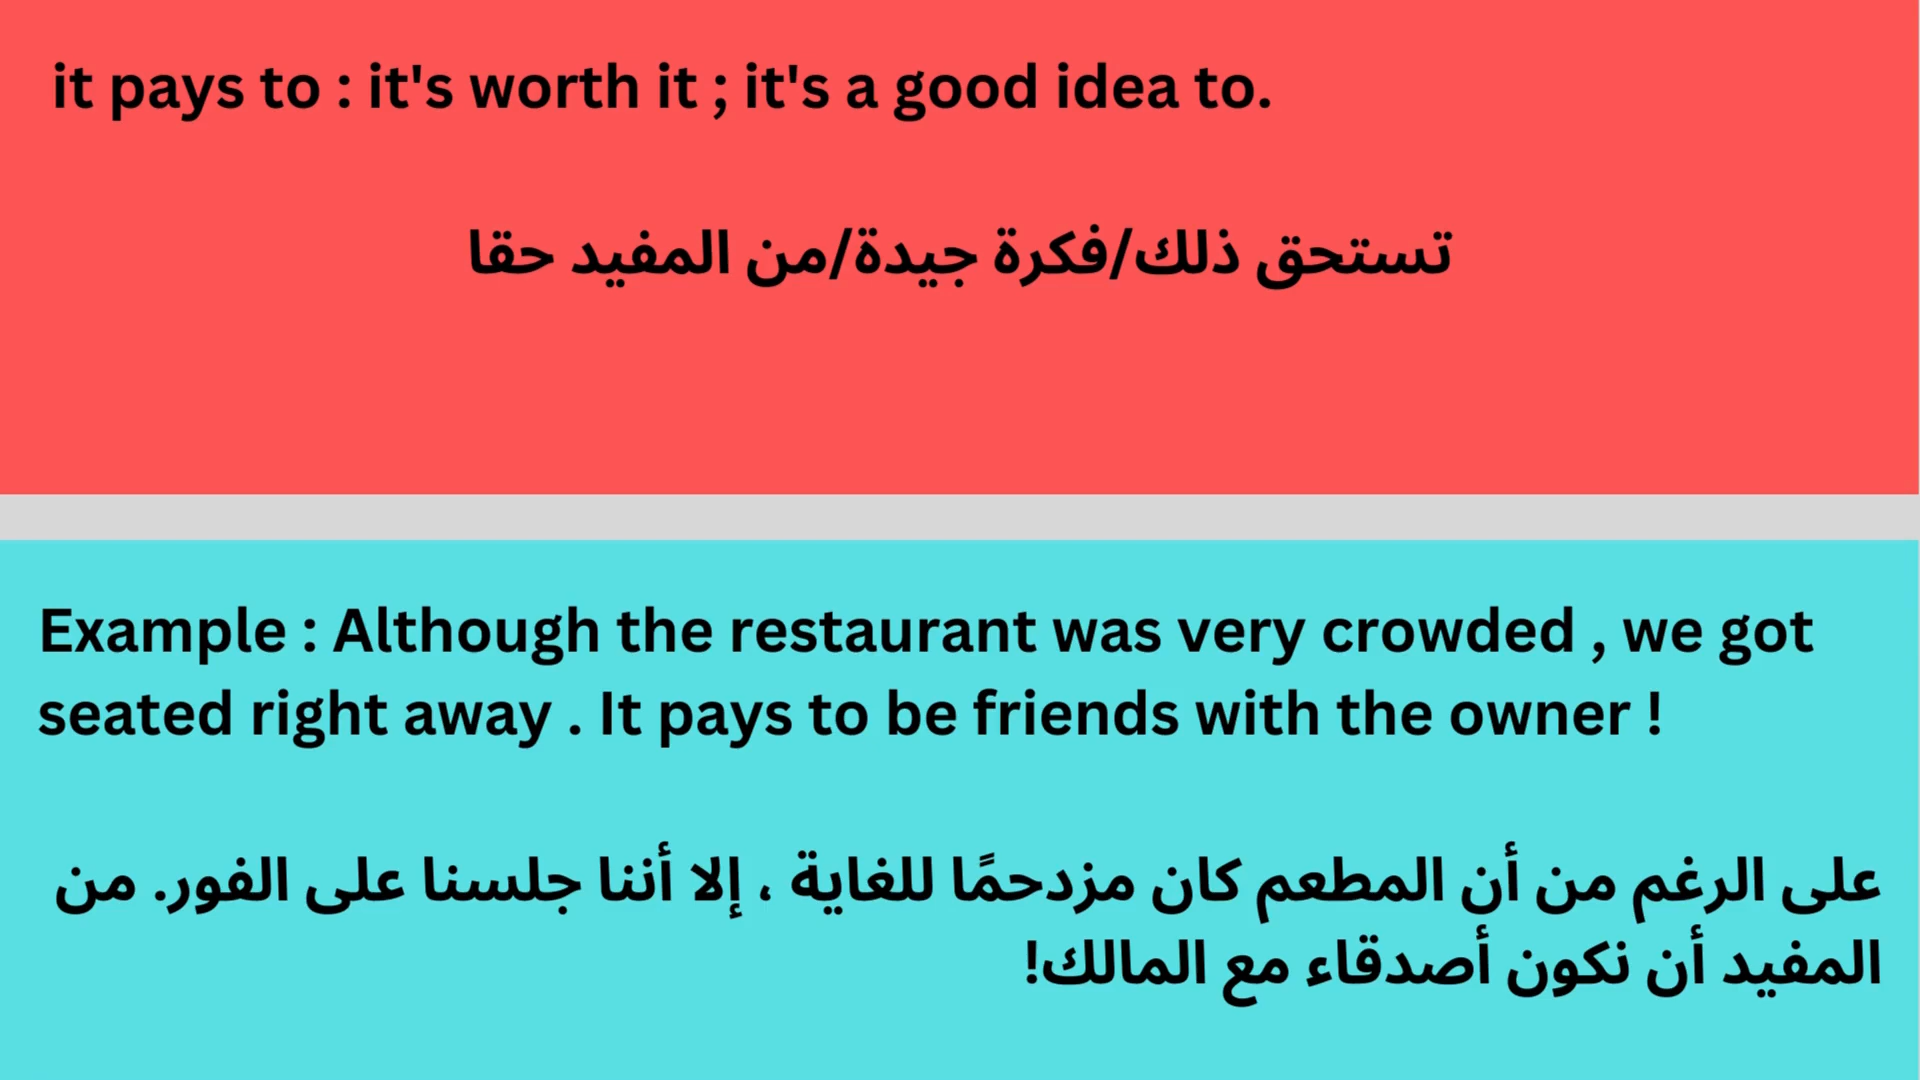 it pays to : it's worth it ; it's a good idea to.
تستحق ذلك/فكرة جيدة/من المفيد حقا
Example : Although the restaurant was very crowded , we got
seated right away . It pays to be friends with the owner !
على الرغم من أن المطعم كان مزدحمًا للغاية ، إلا أننا جلسنا على الفور. من
المفيد أن نكون أصدقاء مع المالك!